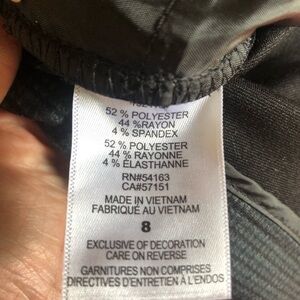 52 % POLYESTER
44 %RAYON
4 % SPANDEX
52 % POLYESTER
44 % RAYONNE
4 % ÉLASTHANNE
RN#54163
CA#57151
MADE IN VIETNAM
FABRIQUÉ AU VIETNAM
8
EXCLUSIVE OF DECORATION
CARE ON REVERSE
GARNITURES NON COMPRISES
DIRECTIVES D'ENTRETIEN À L'ENDOS